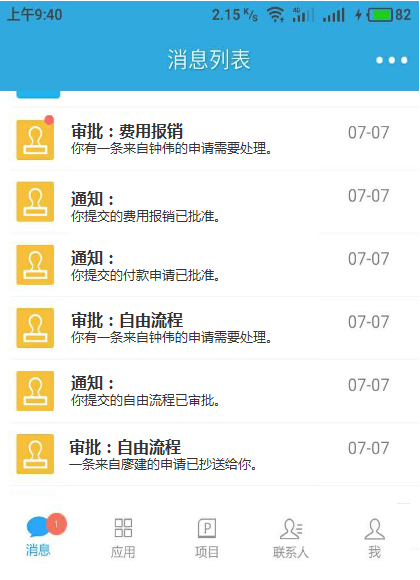 上午9:40 2.15 K/s 4G 82
消息列表
审批：费用报销 07-07
你有一条来自钟伟的申请需要处理。
通知： 07-07
你提交的费用报销已批准。
通知： 07-07
你提交的付款申请已批准。
审批：自由流程 07-07
你有一条来自钟伟的申请需要处理。
通知： 07-07
你提交的自由流程已审批。
审批：自由流程 07-07
一条来自廖建的申请已抄送给你。
1
P
消息 应用 项目 联系人 我